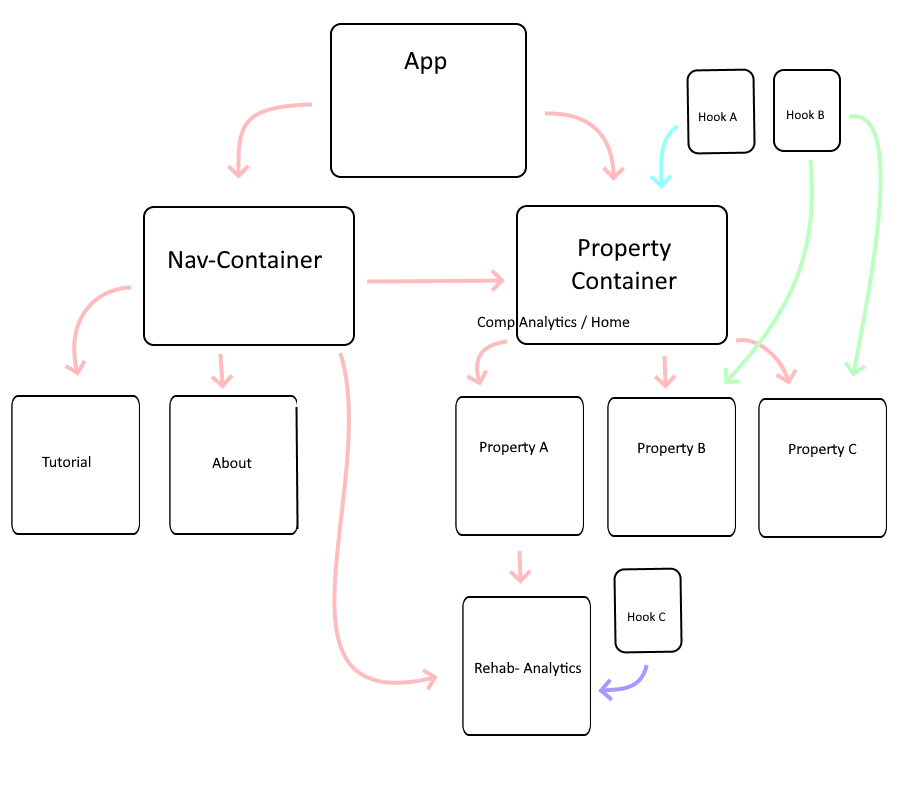 App
Hook A
Hook B
Nav-Container
Property
Container
Comp Analytics / Home
Tutorial
About
Property A
Property B
Property C
Hook C
Rehab- Analytics